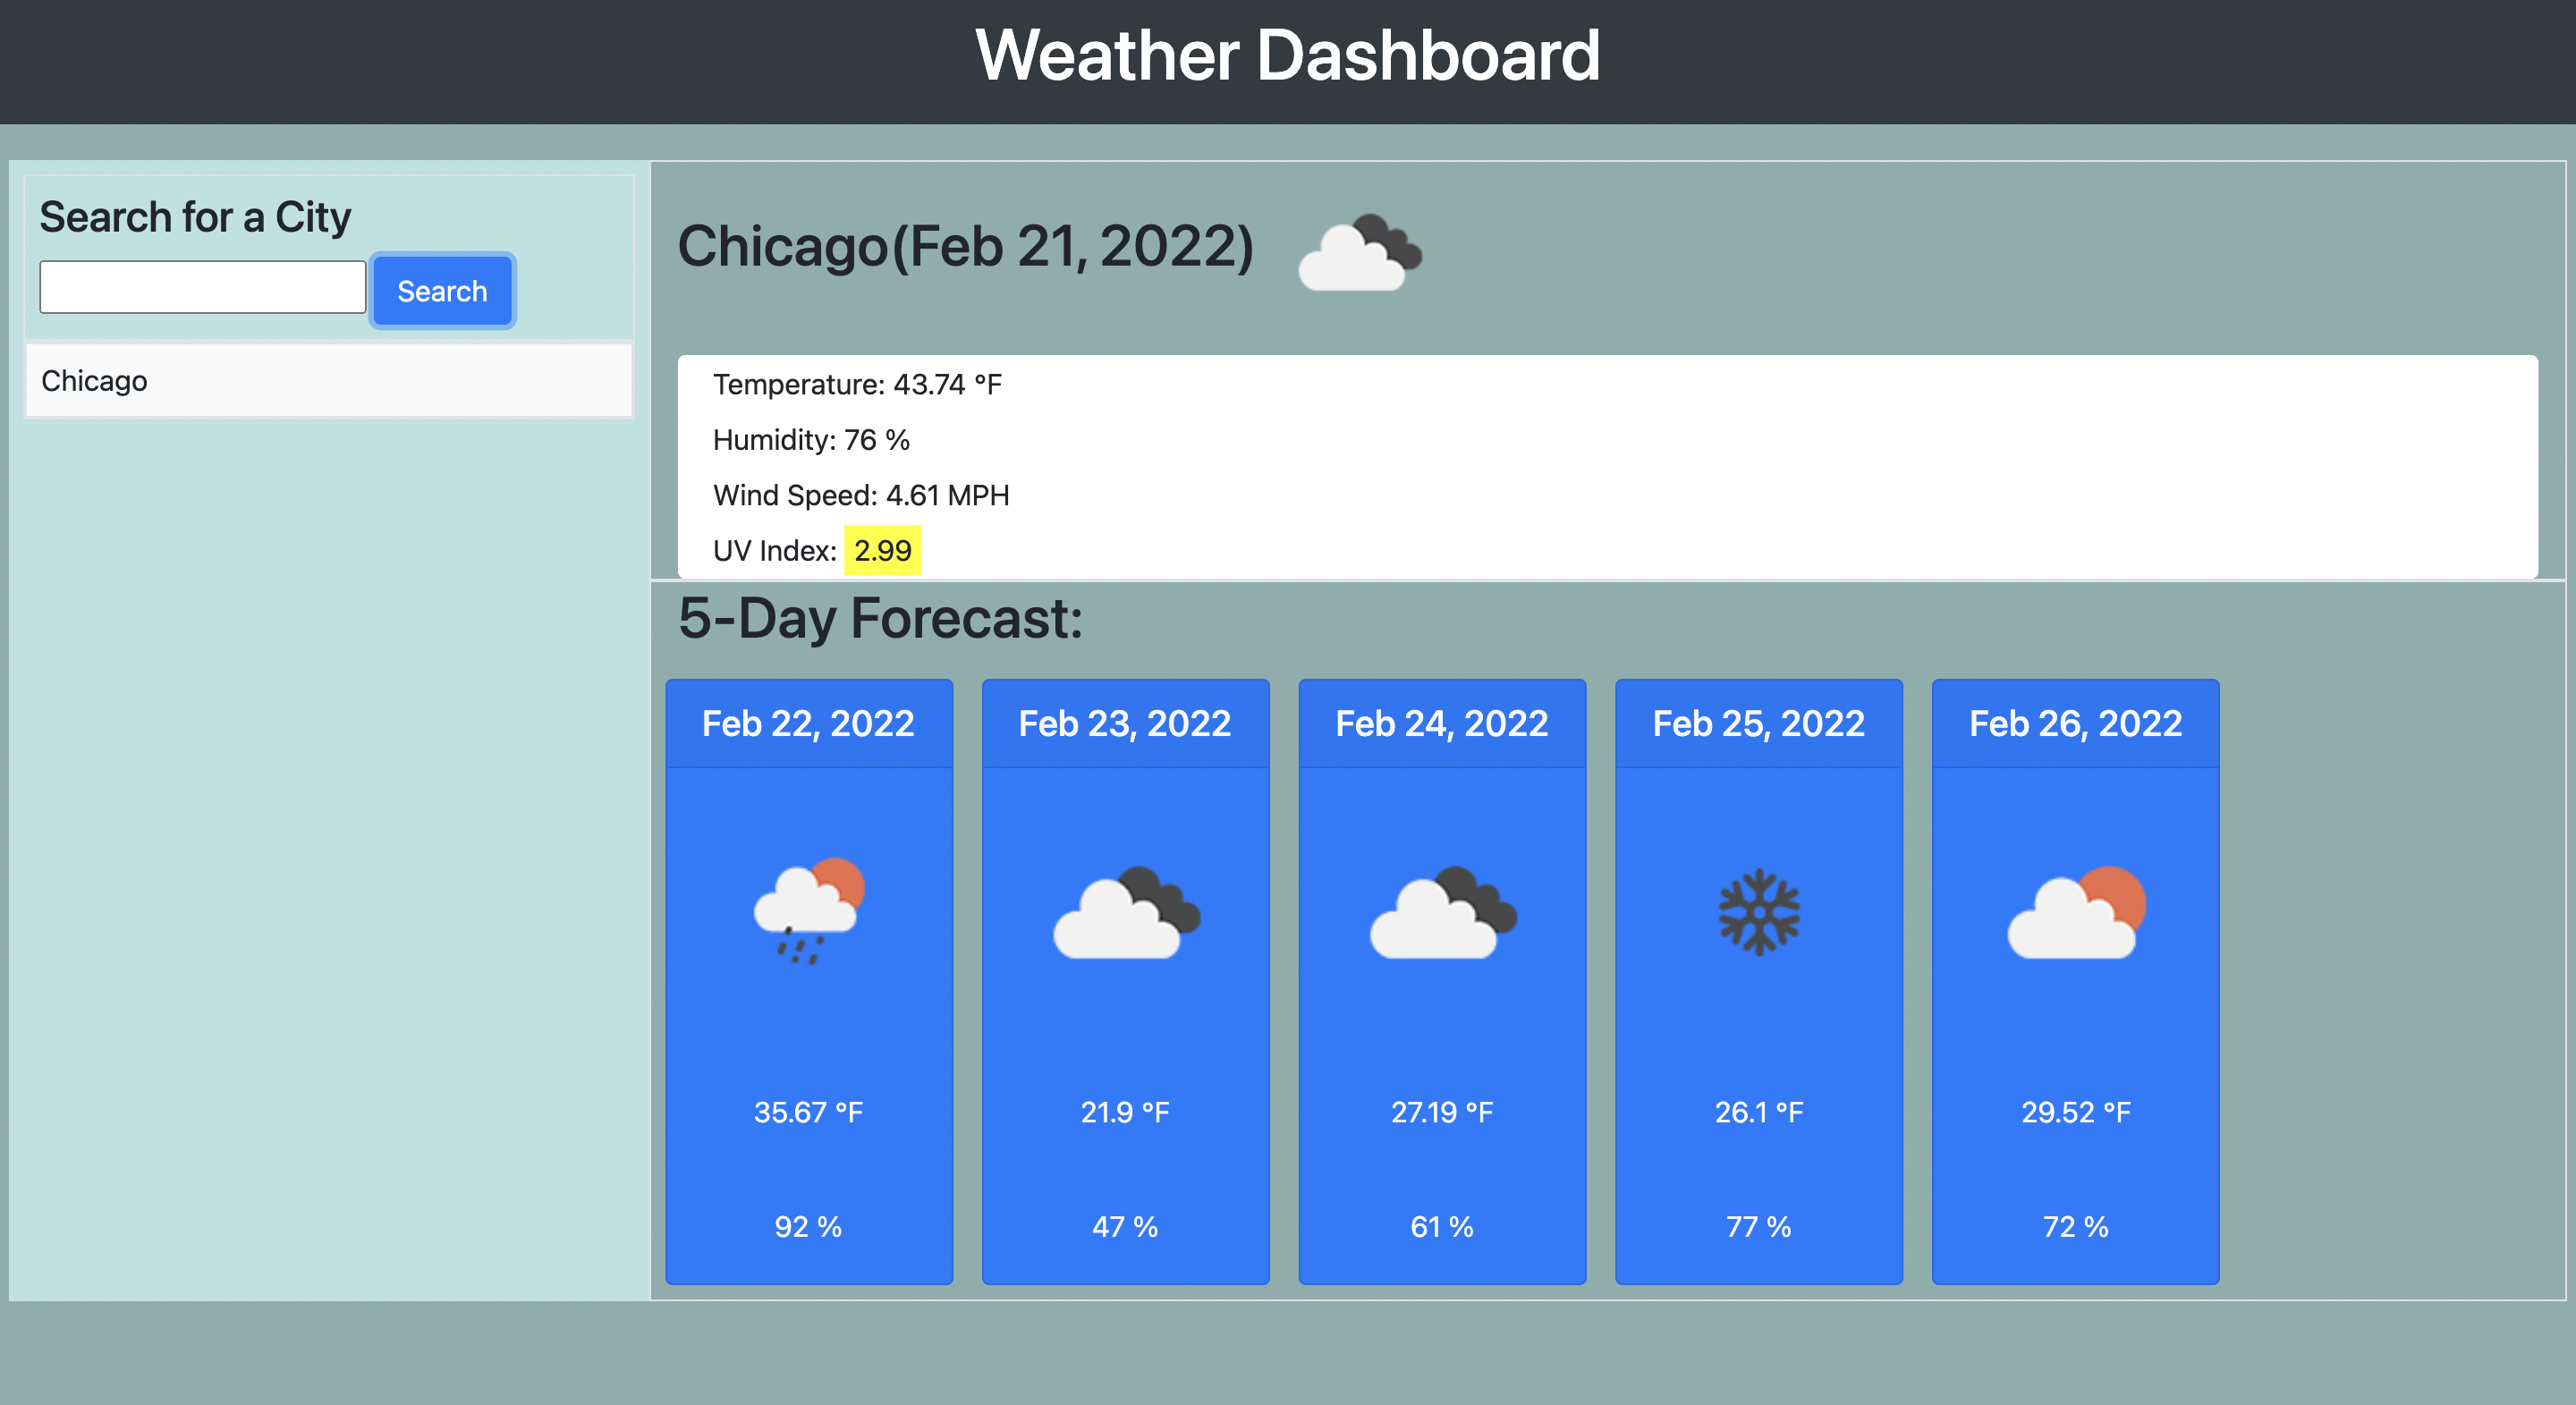 Weather Dashboard
Search for a City
Search
Chicago
Chicago(Feb 21, 2022)
Temperature: 43.74 °F
Humidity: 76 %
Wind Speed: 4.61 MPH
UV Index: 2.99
5-Day Forecast:
Feb 22, 2022
35.67 °F
92 %
Feb 23, 2022
21.9 °F
47 %
Feb 24, 2022
27.19 °F
61 %
Feb 25, 2022
26.1 °F
77 %
Feb 26, 2022
29.52 °F
72 %